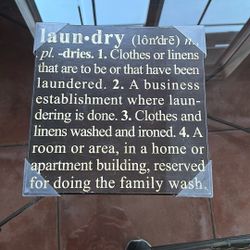 laun•dry (lôn′drē) n.
pl. -dries. 1. Clothes or linens
that are to be or that have been
laundered. 2. A business
establishment where laun-
dering is done. 3. Clothes and
linens washed and ironed. 4. A
room or area, in a home or
apartment building, reserved
for doing the family wash.